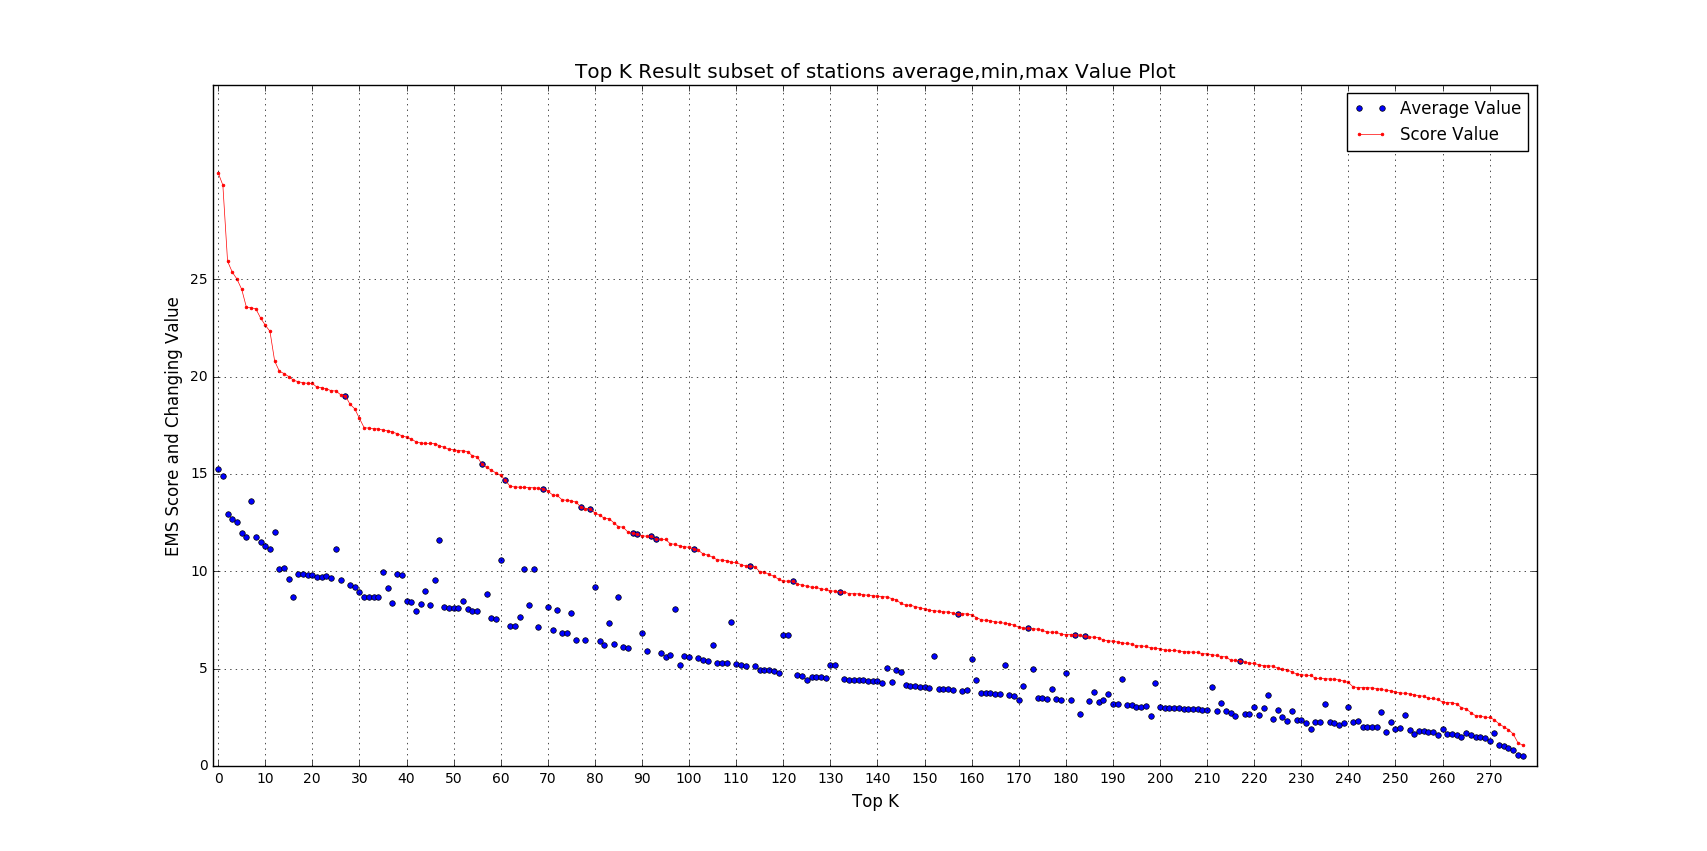 Top K Result subset of stations average,min,max Value Plot
Average Value
Score Value
EMS Score and Changing Value
25
20
15
10
5
0
0 10 20 30 40 50 60 70 80 90 100 110 120 130 140 150 160 170 180 190 200 210 220 230 240 250 260 270
Top K